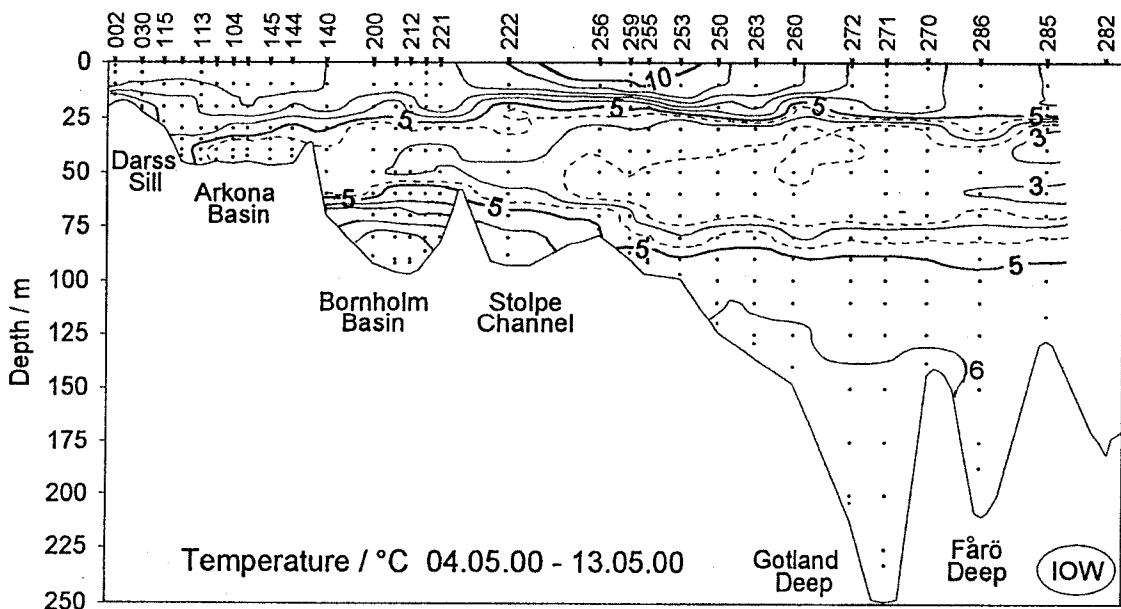 002 030 115 113 104 145 144 140 200 212 221 222 256 259 255 253 250 263 260 272 271 270 286 285 282
0
25
50
75
100
125
150
175
200
225
250
Depth / m
10
5
5
5
5
3
3
5
5
5
5
6
Darss
Sill
Arkona
Basin
Bornholm
Basin
Stolpe
Channel
Gotland
Deep
Fårö
Deep
Temperature / °C 04.05.00 - 13.05.00
IOW